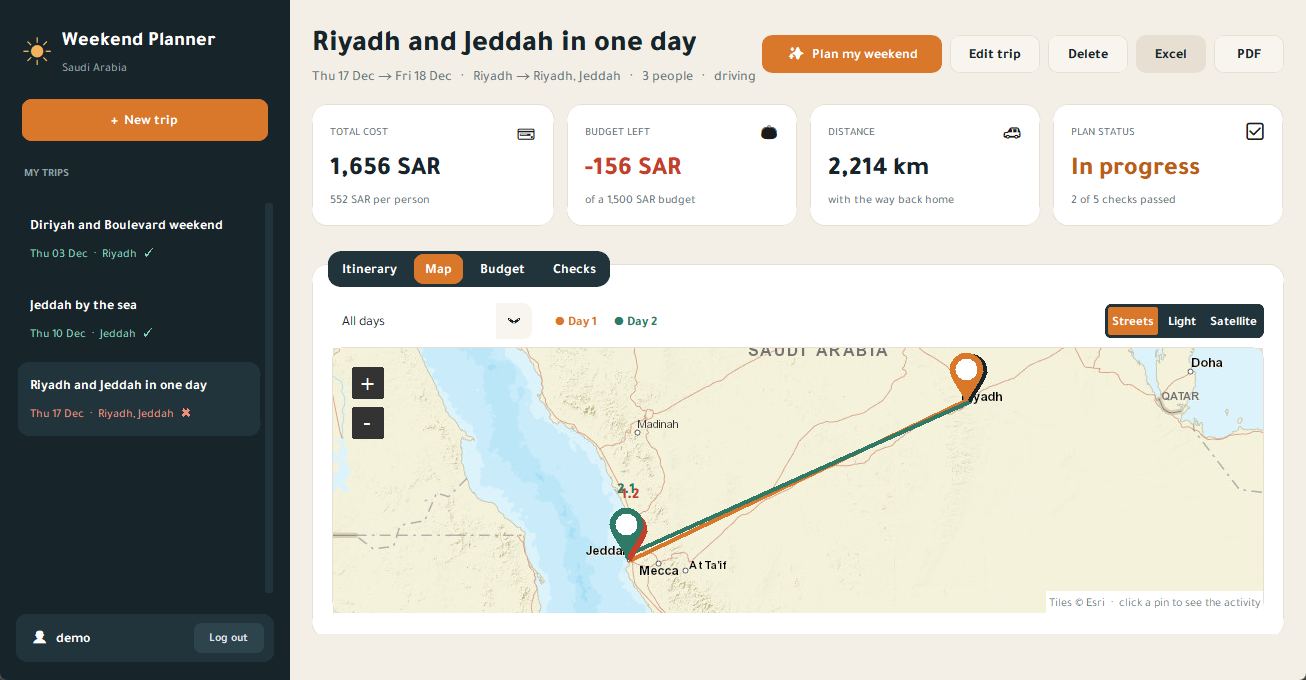 Weekend Planner
Saudi Arabia
+ New trip
MY TRIPS
Diriyah and Boulevard weekend
Thu 03 Dec · Riyadh ✓
Jeddah by the sea
Thu 10 Dec · Jeddah ✓
Riyadh and Jeddah in one day
Thu 17 Dec · Riyadh, Jeddah ✖
demo
Log out
Riyadh and Jeddah in one day
Thu 17 Dec → Fri 18 Dec · Riyadh → Riyadh, Jeddah · 3 people · driving
Plan my weekend
Edit trip
Delete
Excel
PDF
TOTAL COST
1,656 SAR
552 SAR per person
BUDGET LEFT
-156 SAR
of a 1,500 SAR budget
DISTANCE
2,214 km
with the way back home
PLAN STATUS
In progress
2 of 5 checks passed
Itinerary
Map
Budget
Checks
All days
Day 1
Day 2
Streets
Light
Satellite
+
-
SAUDI ARABIA
Doha
QATAR
yadh
Madinah
2.1
1.2
Jedda
Mecca
At Ta'if
Tiles © Esri · click a pin to see the activity